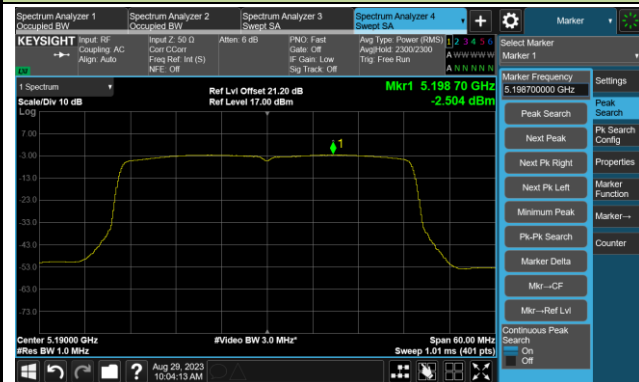 Spectrum Analyzer 1
Occupied BW
Spectrum Analyzer 2
Occupied BW
Spectrum Analyzer 3
Swept SA
Spectrum Analyzer 4
Swept SA
Marker
KEYSIGHT
Input: RF
Coupling: AC
Align: Auto
Input Z: 50 Ω
Corr CCorr
Freq Ref: Int (S)
NFE: Off
Atten: 6 dB
PNO: Fast
Gate: Off
IF Gain: Low
Sig Track: Off
Avg Type: Power (RMS)
Avg|Hold: 2300/2300
Trig: Free Run
1 2 3 4 5 6
A W W W W W
A N N N N N
LXI
Select Marker
Marker 1
1 Spectrum
Scale/Div 10 dB
Log
Ref Lvl Offset 21.20 dB
Ref Level 17.00 dBm
Mkr1 5.198 70 GHz
-2.504 dBm
1
7.00
-3.00
-13.0
-23.0
-33.0
-43.0
-53.0
-63.0
-73.0
Center 5.19000 GHz
#Res BW 1.0 MHz
#Video BW 3.0 MHz*
Span 60.00 MHz
Sweep 1.01 ms (401 pts)
Marker Frequency
5.198700000 GHz
Peak Search
Next Peak
Next Pk Right
Next Pk Left
Minimum Peak
Pk-Pk Search
Marker Delta
Mkr→CF
Mkr→Ref Lvl
Continuous Peak
Search
On
Off
Settings
Peak
Search
Pk Search
Config
Properties
Marker
Function
Marker→
Counter
Aug 29, 2023
10:04:13 AM